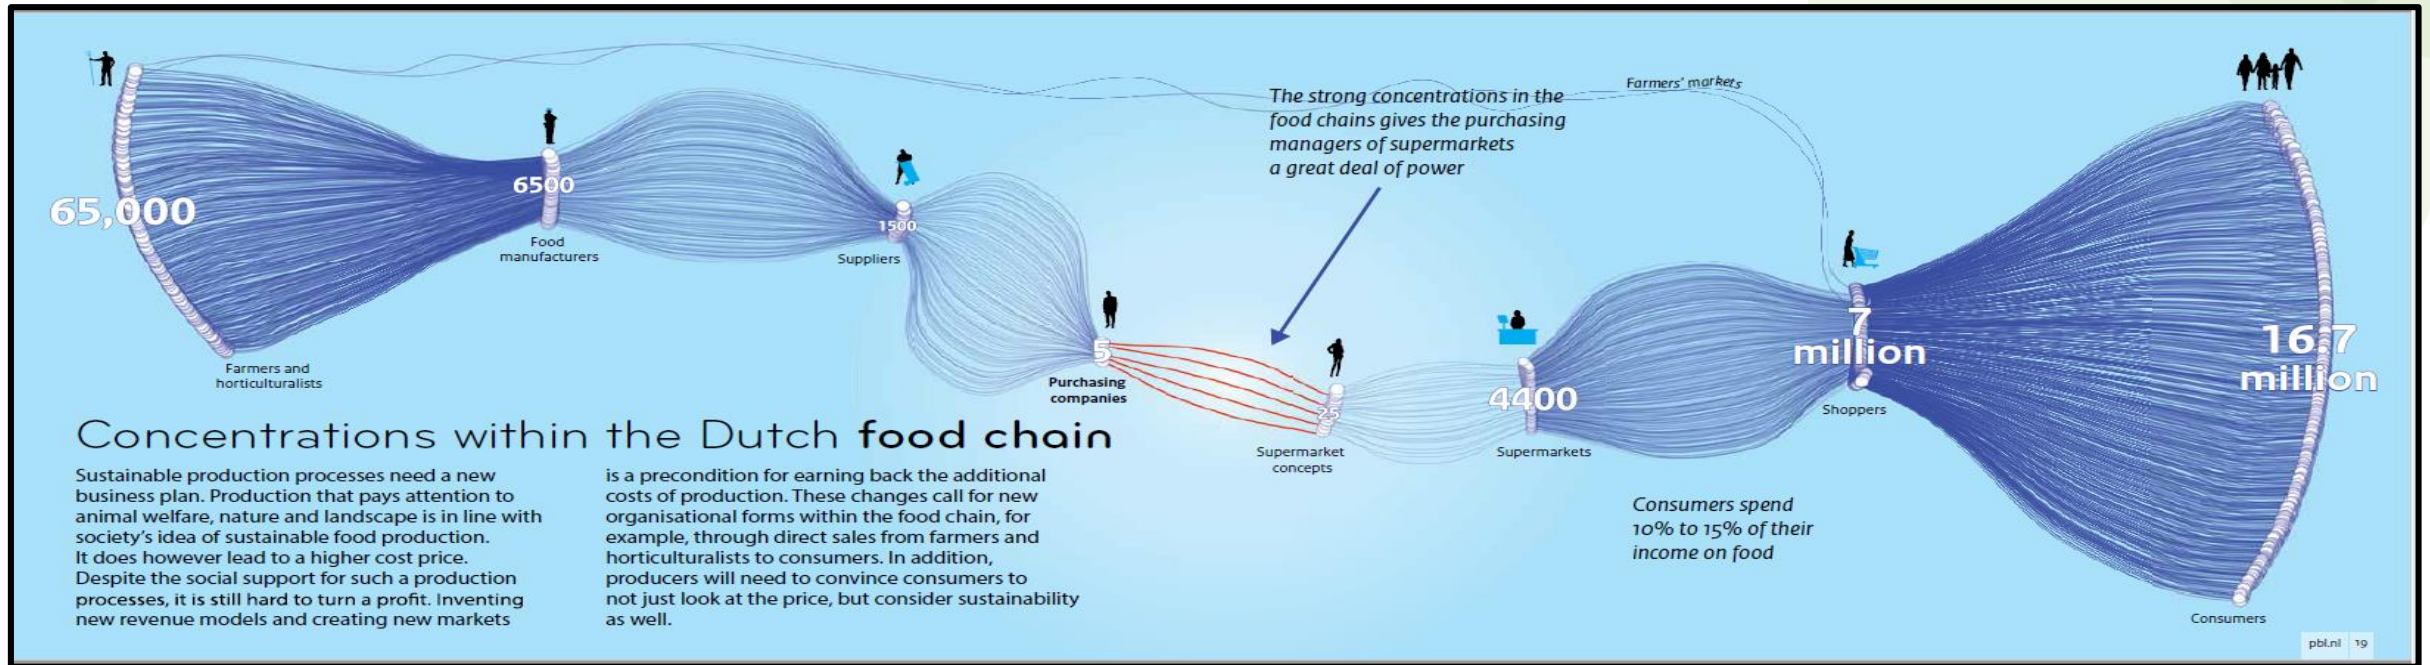 65,000
Farmers and
horticulturalists
6500
Food
manufacturers
1500
Suppliers
5
Purchasing
companies
The strong concentrations in the
food chains gives the purchasing
managers of supermarkets
a great deal of power
25
Supermarket
concepts
4400
Supermarkets
Farmers' markets
7
million
Shoppers
16.7
million
Consumers
Consumers spend
10% to 15% of their
income on food
Concentrations within the Dutch food chain
Sustainable production processes need a new
business plan. Production that pays attention to
animal welfare, nature and landscape is in line with
society's idea of sustainable food production.
It does however lead to a higher cost price.
Despite the social support for such a production
processes, it is still hard to turn a profit. Inventing
new revenue models and creating new markets
is a precondition for earning back the additional
costs of production. These changes call for new
organisational forms within the food chain, for
example, through direct sales from farmers and
horticulturalists to consumers. In addition,
producers will need to convince consumers to
not just look at the price, but consider sustainability
as well.
pbl.nl 19